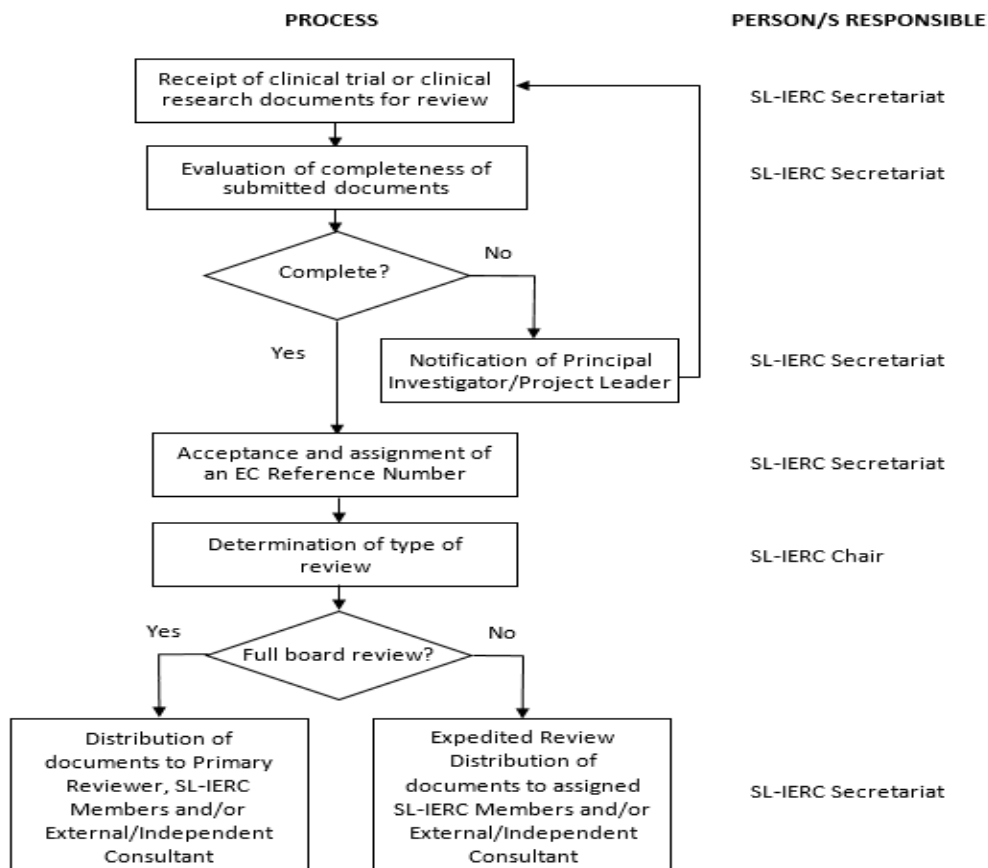 PROCESS
PERSON/S RESPONSIBLE
Receipt of clinical trial or clinical
research documents for review
SL-IERC Secretariat
Evaluation of completeness of
submitted documents
SL-IERC Secretariat
Complete?
No
Yes
Notification of Principal
Investigator/Project Leader
SL-IERC Secretariat
Acceptance and assignment of
an EC Reference Number
SL-IERC Secretariat
Determination of type of
review
SL-IERC Chair
Yes
No
Full board review?
Distribution of
documents to Primary
Reviewer, SL-IERC
Members and/or
External/Independent
Consultant
Expedited Review
Distribution of
documents to assigned
SL-IERC Members and/or
External/Independent
Consultant
SL-IERC Secretariat